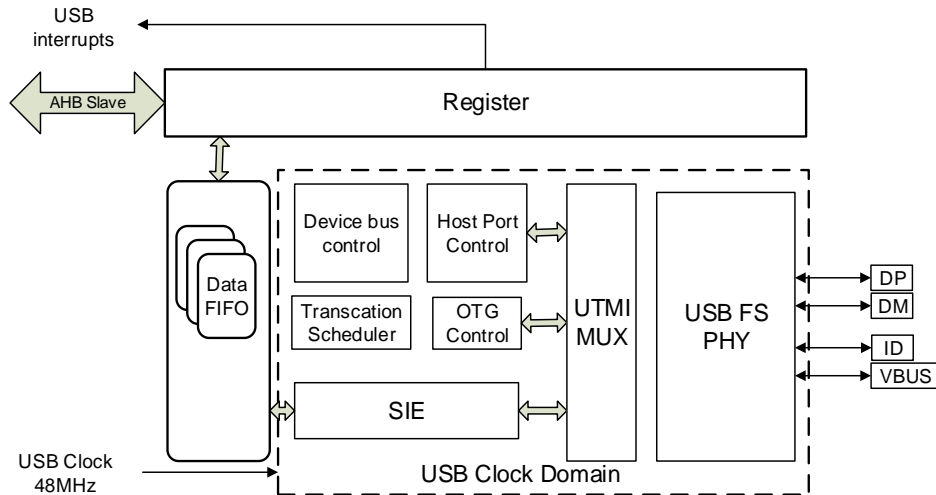 USB
interrupts
AHB Slave
Register
Device bus
control
Host Port
Control
Data
FIFO
Transcation
Scheduler
OTG
Control
UTMI
MUX
USB FS
PHY
DP
DM
ID
VBUS
SIE
USB Clock
48MHz
USB Clock Domain